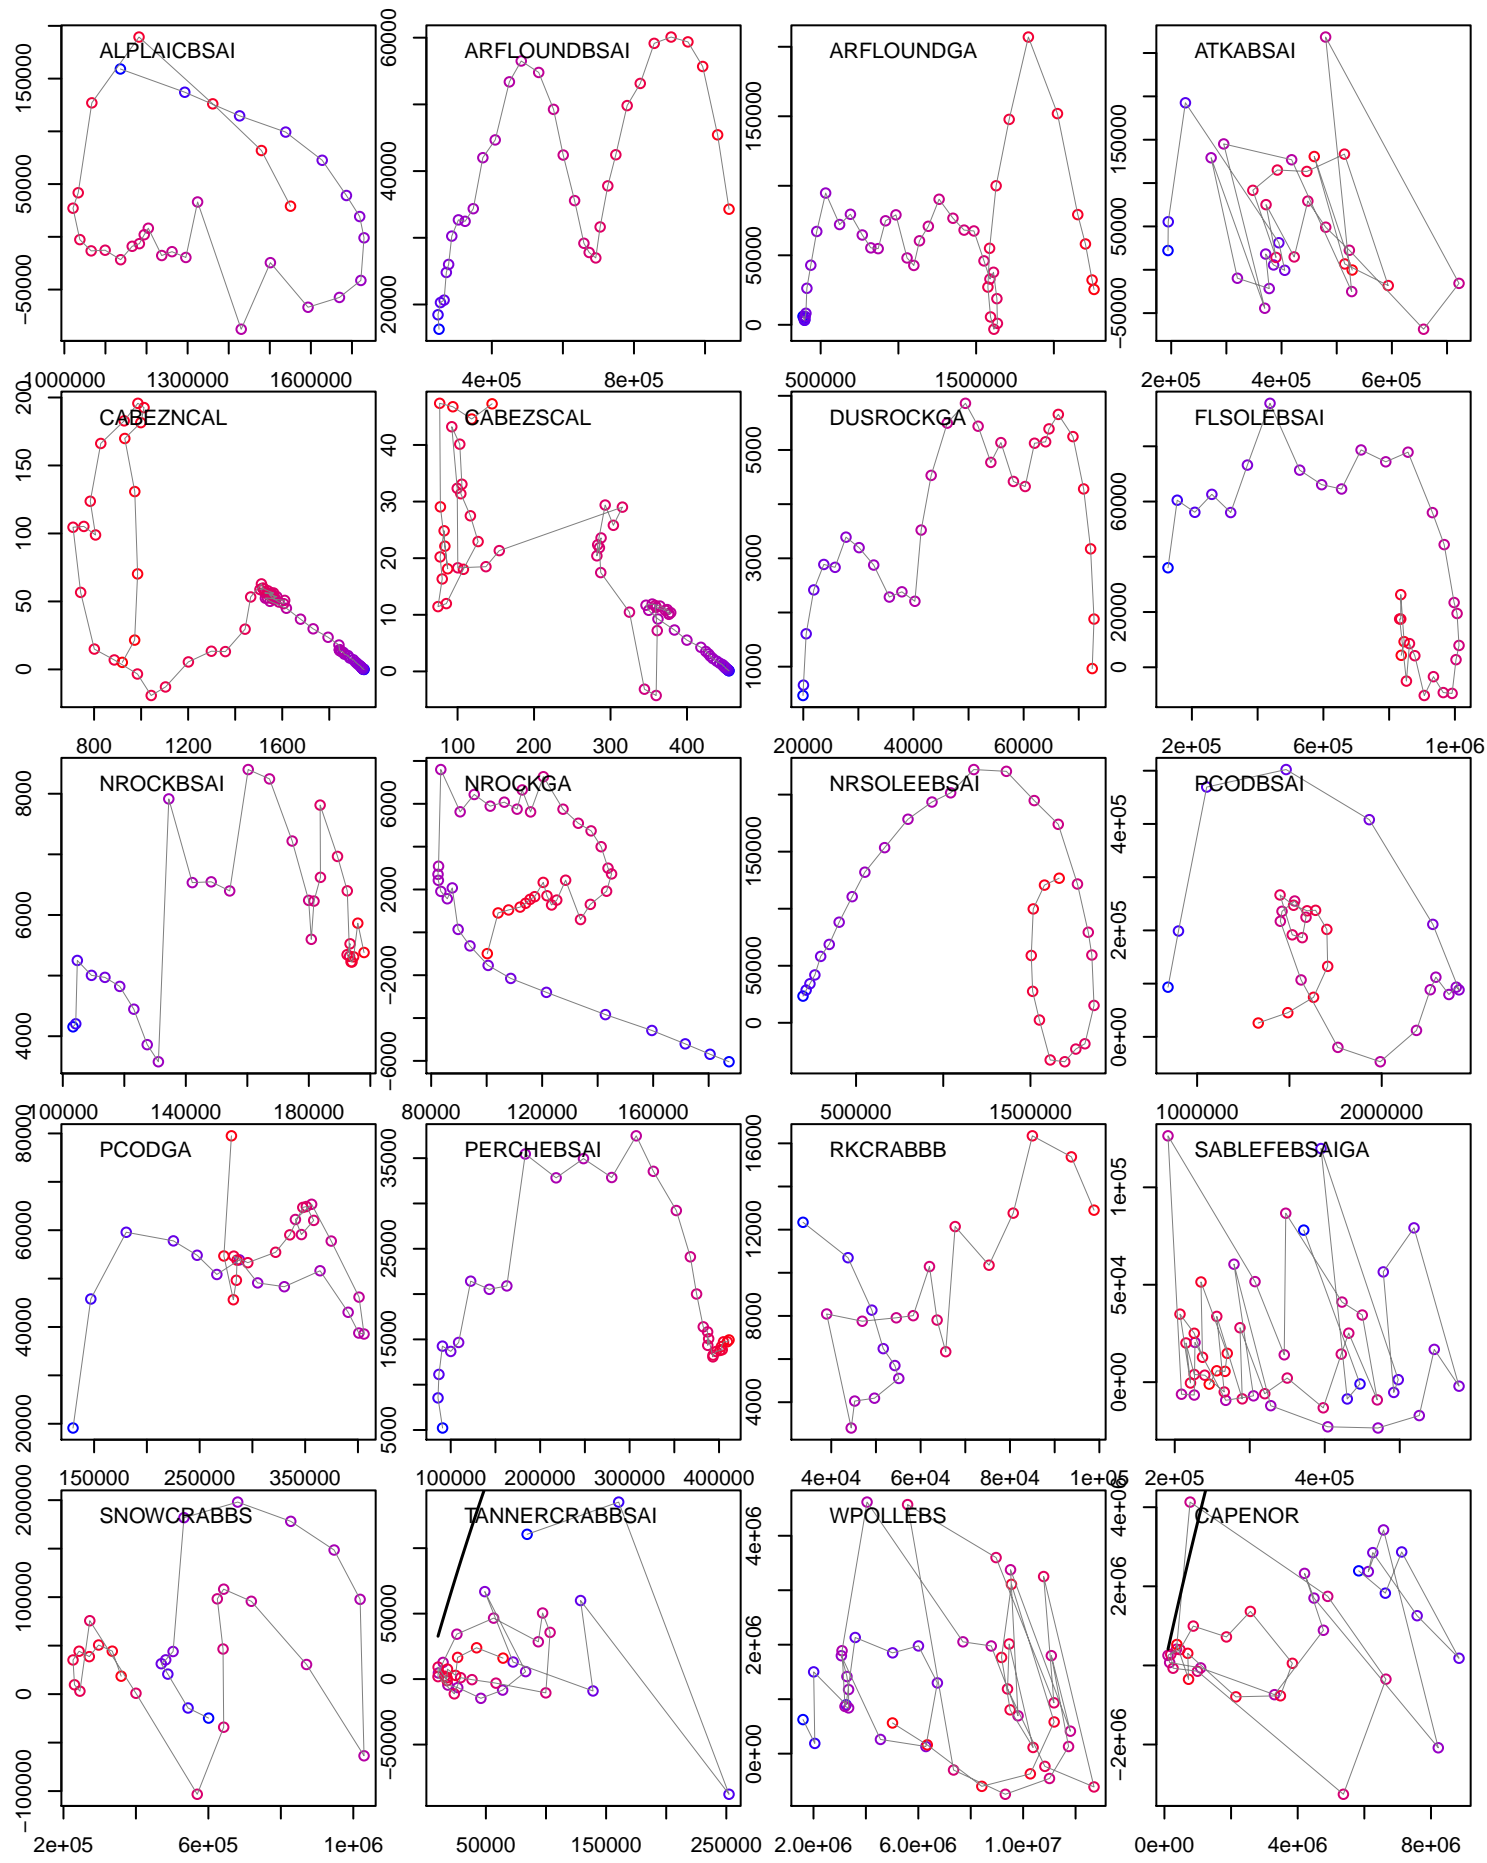 ALPLAICBSAI
ARFLOUNDBSAI
ARFLOUNDGA
ATKABSAI
−50000 50000 150000
20000 40000 60000
0 50000 150000
−50000 50000 150000
1000000 1300000 1600000
4e+05 8e+05
500000 1500000
2e+05 4e+05 6e+05
CABEZNCAL
CABEZSCAL
DUSROCKGA
FLSOLEBSAI
0 50 100 150 200
0 10 20 30 40
1000 3000 5000
0 20000 60000
800 1200 1600
100 200 300 400
20000 40000 60000
2e+05 6e+05 1e+06
NROCKBSAI
NROCKGA
NRSOLEEBSAI
PCODBSAI
4000 6000 8000
−6000 −2000 2000 6000
0 50000 150000
0e+00 2e+05 4e+05
100000 140000 180000
80000 120000 160000
500000 1500000
1000000 2000000
PCODGA
PERCHEBSAI
RKCRABBB
SABLEFEBSAIGA
20000 40000 60000 80000
5000 15000 25000 35000
4000 8000 12000 16000
0e+00 5e+04 1e+05
150000 250000 350000
100000 200000 300000 400000
4e+04 6e+04 8e+04 1e+05
2e+05 4e+05
SNOWCRABBS
TANNERCRABBSAI
WPOLLEBS
CAPENOR
−100000 0 100000 200000
−50000 0 50000
0e+00 2e+06 4e+06
−2e+06 2e+06 4e+06
2e+05 6e+05 1e+06
50000 150000 250000
2.0e+06 6.0e+06 1.0e+07
0e+00 4e+06 8e+06